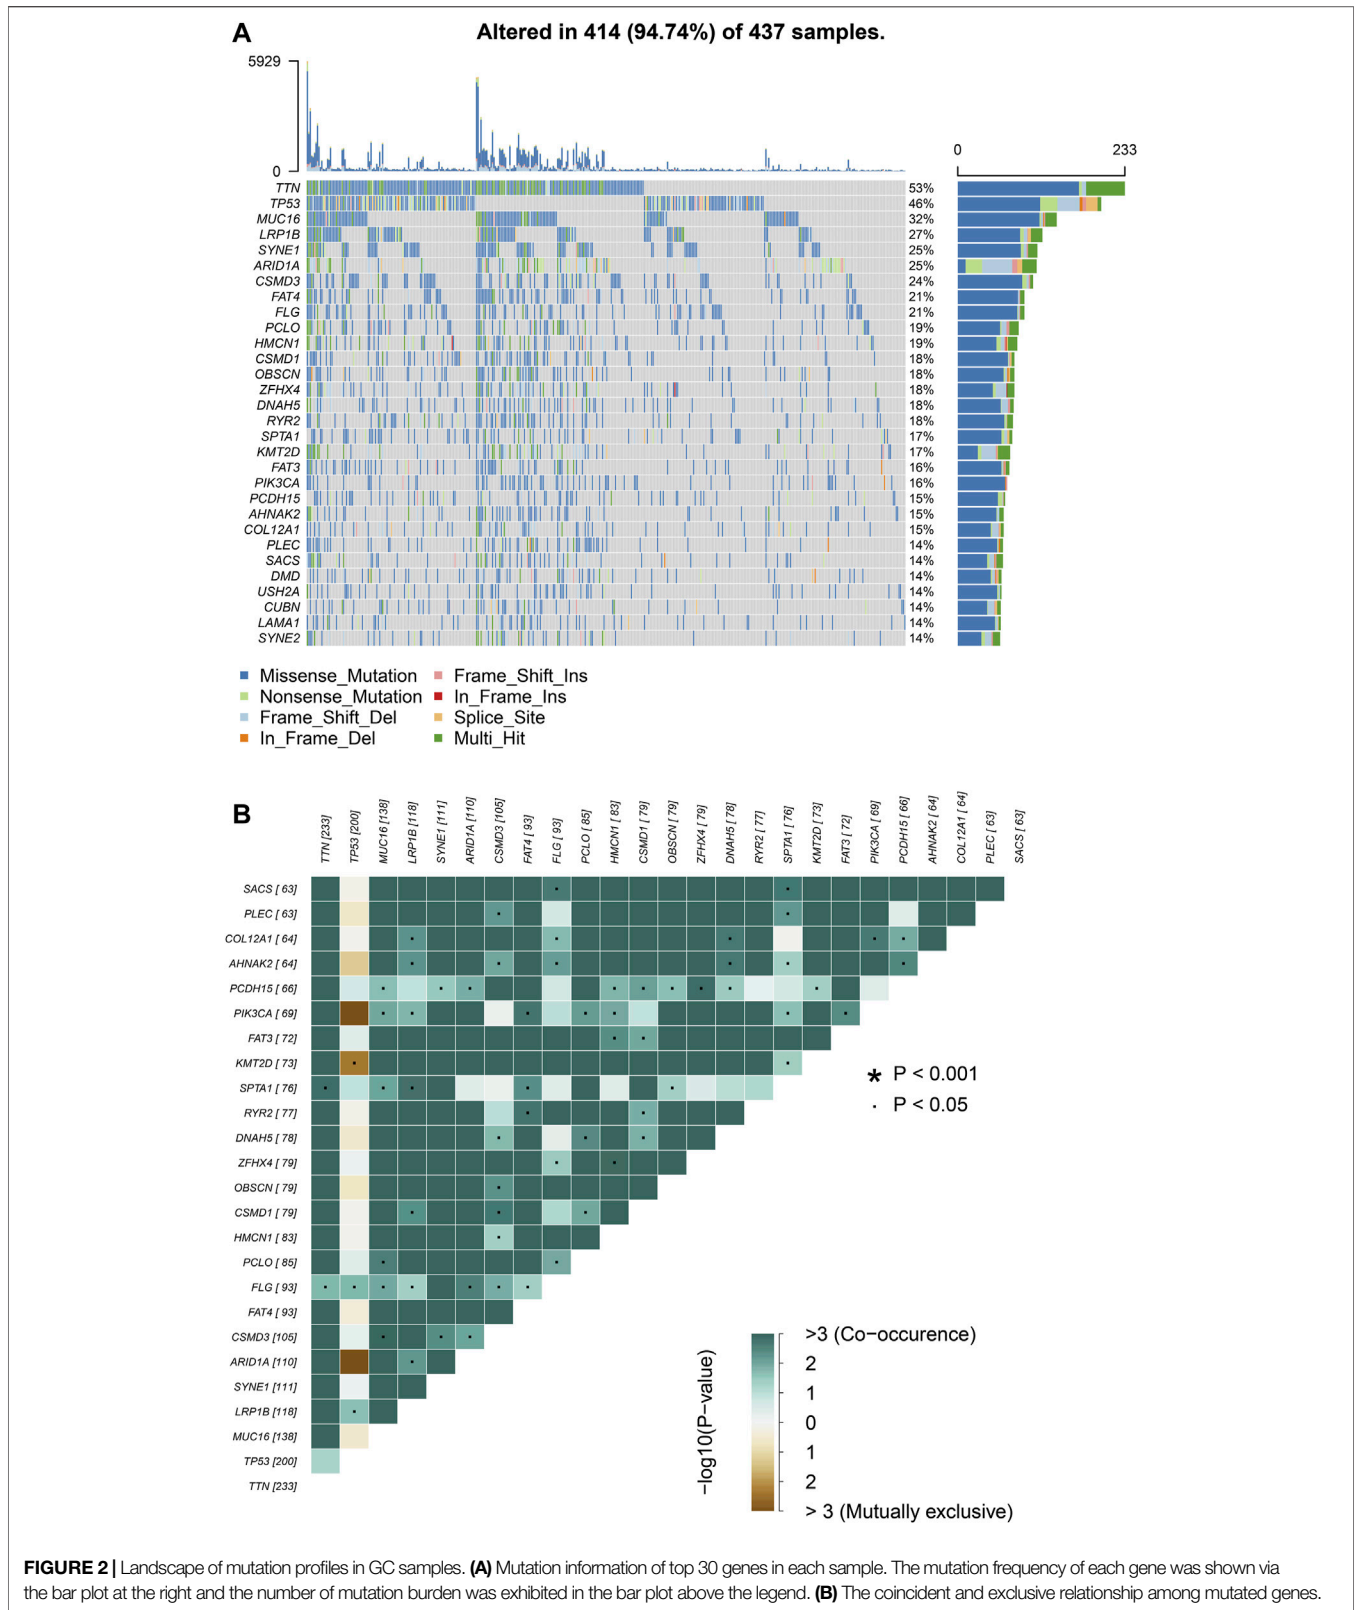 A
Altered in 414 (94.74%) of 437 samples.
5929
0
0 233
TTN 53%
TP53 46%
MUC16 32%
LRP1B 27%
SYNE1 25%
ARID1A 25%
CSMD3 24%
FAT4 21%
FLG 21%
PCLO 19%
HMCN1 19%
CSMD1 18%
OBSCN 18%
ZFHX4 18%
DNAH5 18%
RYR2 18%
SPTA1 17%
KMT2D 17%
FAT3 16%
PIK3CA 16%
PCDH15 15%
AHNAK2 15%
COL12A1 15%
PLEC 14%
SACS 14%
DMD 14%
USH2A 14%
CUBN 14%
LAMA1 14%
SYNE2 14%
Missense_Mutation Frame_Shift_Ins
Nonsense_Mutation In_Frame_Ins
Frame_Shift_Del Splice_Site
In_Frame_Del Multi_Hit
B
TTN [233]
TP53 [200]
MUC16 [138]
LRP1B [118]
SYNE1 [111]
ARID1A [110]
CSMD3 [105]
FAT4 [ 93]
FLG [ 93]
PCLO [ 85]
HMCN1 [ 83]
CSMD1 [ 79]
OBSCN [ 79]
ZFHX4 [ 79]
DNAH5 [ 78]
RYR2 [ 77]
SPTA1 [ 76]
KMT2D [ 73]
FAT3 [ 72]
PIK3CA [ 69]
PCDH15 [ 66]
AHNAK2 [ 64]
COL12A1 [ 64]
PLEC [ 63]
SACS [ 63]
SACS [ 63]
PLEC [ 63]
COL12A1 [ 64]
AHNAK2 [ 64]
PCDH15 [ 66]
PIK3CA [ 69]
FAT3 [ 72]
KMT2D [ 73]
SPTA1 [ 76]
RYR2 [ 77]
DNAH5 [ 78]
ZFHX4 [ 79]
OBSCN [ 79]
CSMD1 [ 79]
HMCN1 [ 83]
PCLO [ 85]
FLG [ 93]
FAT4 [ 93]
CSMD3 [105]
ARID1A [110]
SYNE1 [111]
LRP1B [118]
MUC16 [138]
TP53 [200]
TTN [233]
* P < 0.001
· P < 0.05
−log10(P−value)
>3 (Co−occurence)
2
1
0
1
2
> 3 (Mutually exclusive)
FIGURE 2 | Landscape of mutation profiles in GC samples. (A) Mutation information of top 30 genes in each sample. The mutation frequency of each gene was shown via
the bar plot at the right and the number of mutation burden was exhibited in the bar plot above the legend. (B) The coincident and exclusive relationship among mutated genes.